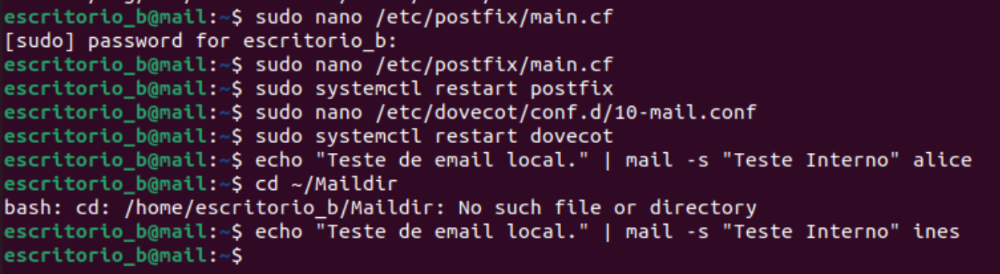 escritorio_b@mail:~$ sudo nano /etc/postfix/main.cf
[sudo] password for escritorio_b:
escritorio_b@mail:~$ sudo nano /etc/postfix/main.cf
escritorio_b@mail:~$ sudo systemctl restart postfix
escritorio_b@mail:~$ sudo nano /etc/dovecot/conf.d/10-mail.conf
escritorio_b@mail:~$ sudo systemctl restart dovecot
escritorio_b@mail:~$ echo "Teste de email local." | mail -s "Teste Interno" alice
escritorio_b@mail:~$ cd ~/Maildir
bash: cd: /home/escritorio_b/Maildir: No such file or directory
escritorio_b@mail:~$ echo "Teste de email local." | mail -s "Teste Interno" ines
escritorio_b@mail:~$